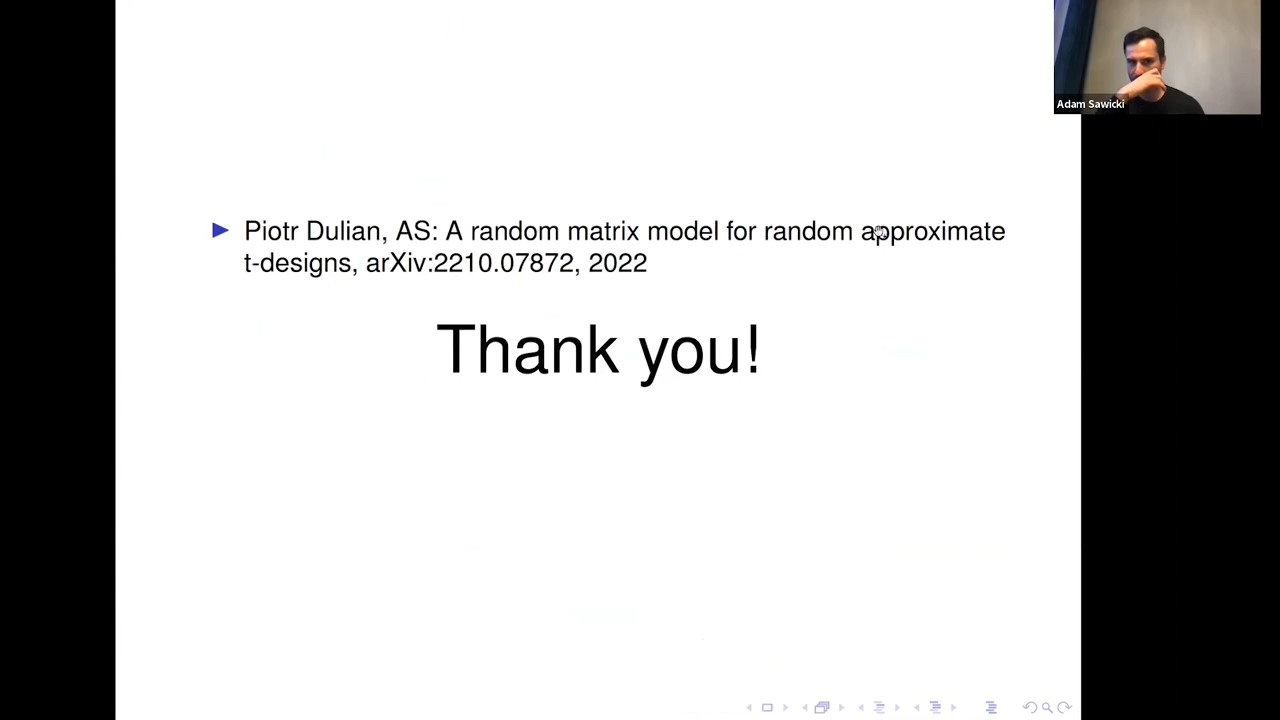 Adam Sawicki
Piotr Dulian, AS: A random matrix model for random approximate
t-designs, arXiv:2210.07872, 2022
Thank you!